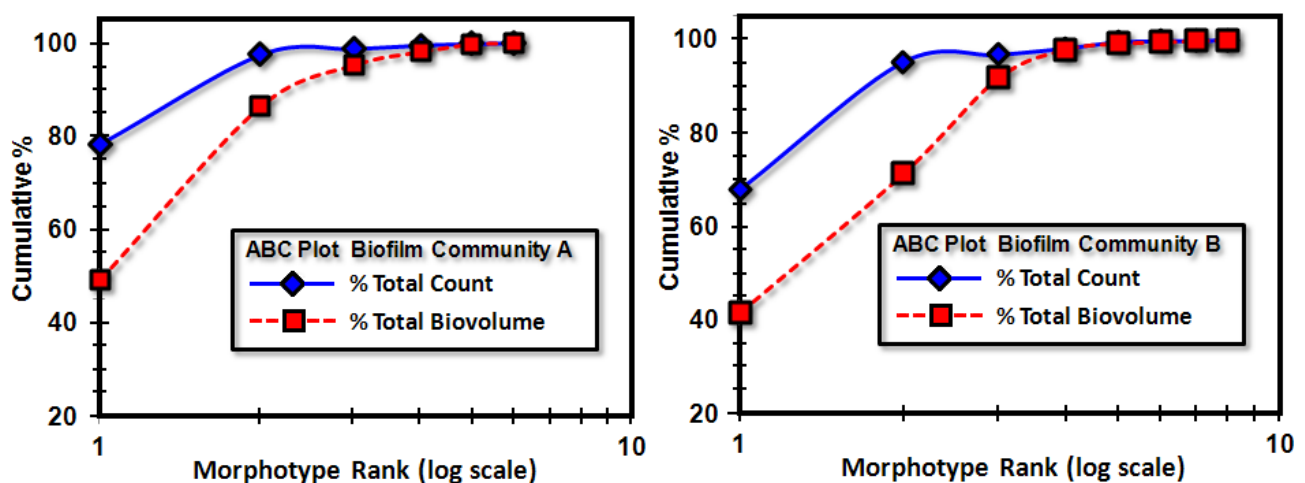 Cumulative %
100
80
60
40
20
ABC Plot Biofilm Community A
% Total Count
% Total Biovolume
1
10
Morphotype Rank (log scale)
Cumulative %
100
80
60
40
20
ABC Plot Biofilm Community B
% Total Count
% Total Biovolume
1
10
Morphotype Rank (log scale)